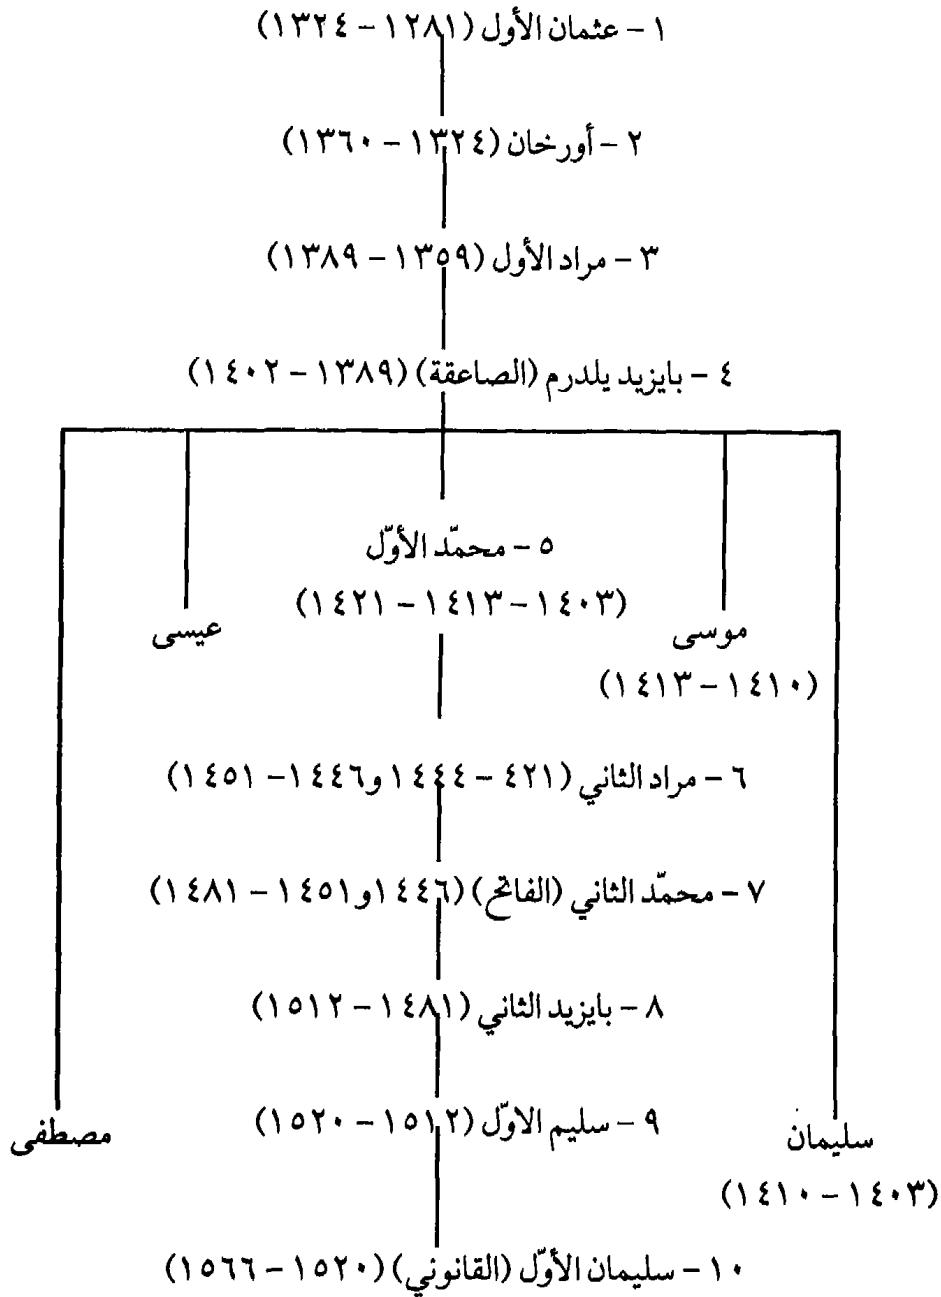 ١ – عثمان الأول (١٢٨١ – ١٣٢٤)
٢ – أورخان (١٣٢٤ – ١٣٦٠)
٣ – مراد الأول (١٣٥٩ – ١٣٨٩)
٤ – بايزيد يلدرم (الصاعقة) (١٣٨٩ – ١٤٠٢)
٥ – محمّد الأوّل
(١٤٠٣ – ١٤١٣ – ١٤٢١)
موسى
(١٤١٠ – ١٤١٣)
عيسى
٦ – مراد الثاني (٤٢١ – ١٤٤٤ و١٤٤٦ – ١٤٥١)
٧ – محمّد الثاني (الفاتح) (١٤٤٦ و١٤٥١ – ١٤٨١)
٨ – بايزيد الثاني (١٤٨١ – ١٥١٢)
٩ – سليم الاوّل (١٥١٢ – ١٥٢٠)
سليمان
(١٤٠٣ – ١٤١٠)
مصطفى
١٠ – سليمان الأوّل (القانوني) (١٥٢٠ – ١٥٦٦)